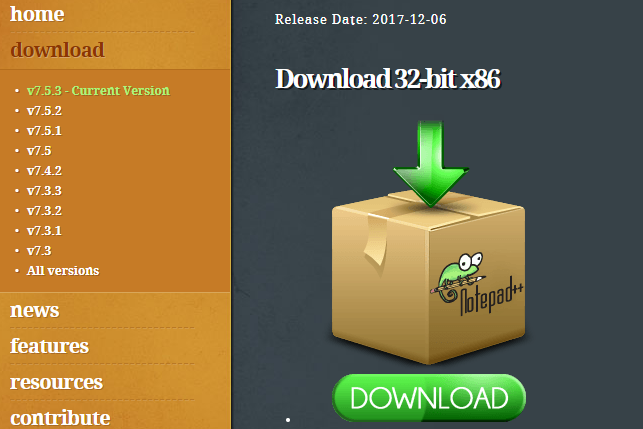 home
download
• v7.5.3 - Current Version
• v7.5.2
• v7.5.1
• v7.5
• v7.4.2
• v7.3.3
• v7.3.2
• v7.3.1
• v7.3
• All versions
news
features
resources
contribute
Release Date: 2017-12-06
Download 32-bit x86
Notepad++
DOWNLOAD
•